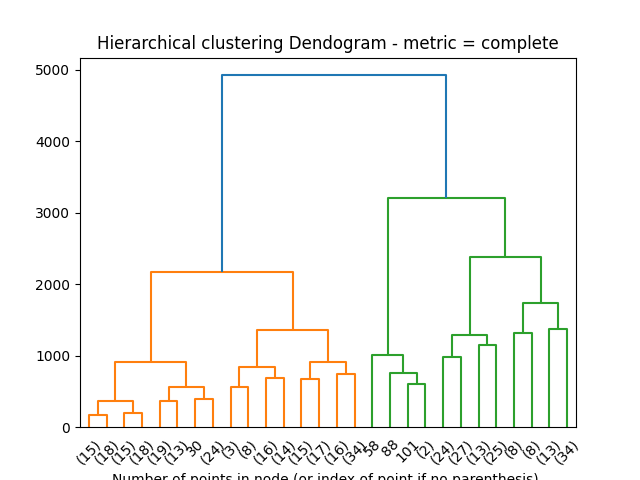 Hierarchical clustering Dendogram - metric = complete
5000
4000
3000
2000
1000
0
(15) (18) (15) (18) (19) (13) 30 (24) (3) (8) (16) (14) (15) (17) (16) (34) 58 88 101 (2) (24) (27) (13) (25) (8) (8) (13) (34)
Number of points in node (or index of point if no parenthesis)